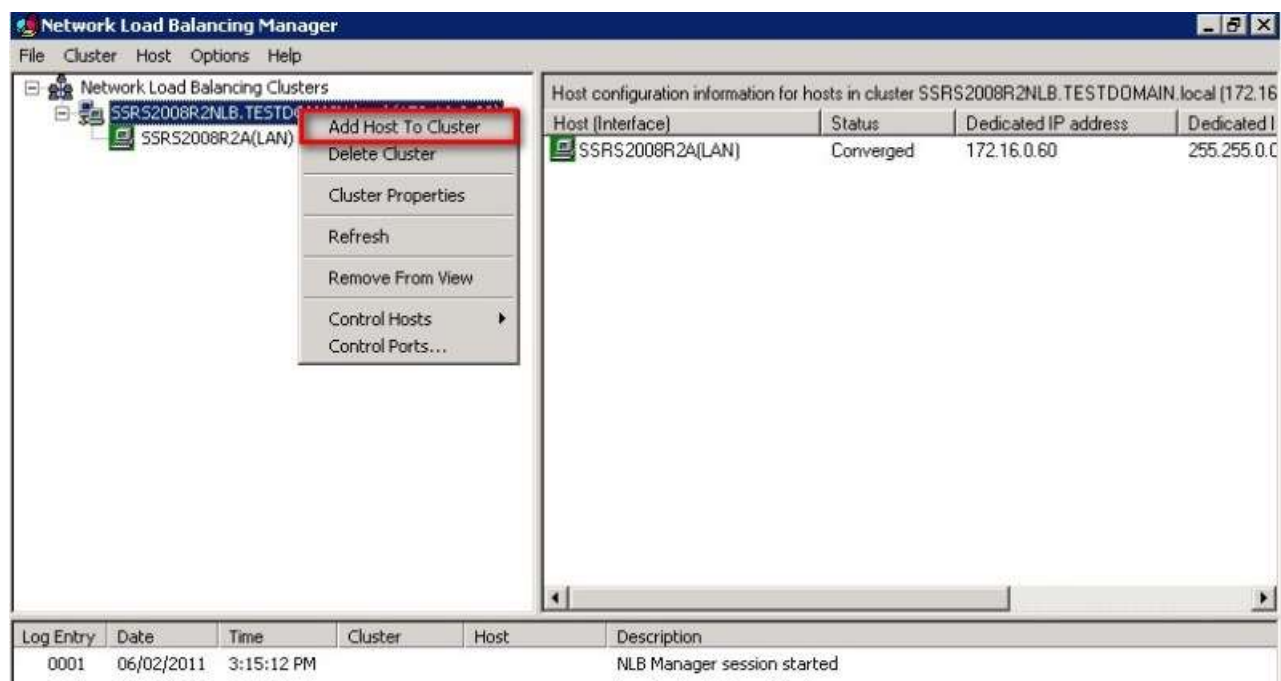 Network Load Balancing Manager
File Cluster Host Options Help
Network Load Balancing Clusters
SSRS2008R2NLB.TESTDO
SSRS2008R2A(LAN)
Add Host To Cluster
Delete Cluster
Cluster Properties
Refresh
Remove From View
Control Hosts
Control Ports...
Host configuration information for hosts in cluster SSRS2008R2NLB.TESTDOMAIN.local (172.16
Host (Interface) Status Dedicated IP address Dedicated I
SSRS2008R2A(LAN) Converged 172.16.0.60 255.255.0.0
Log Entry Date Time Cluster Host Description
0001 06/02/2011 3:15:12 PM NLB Manager session started